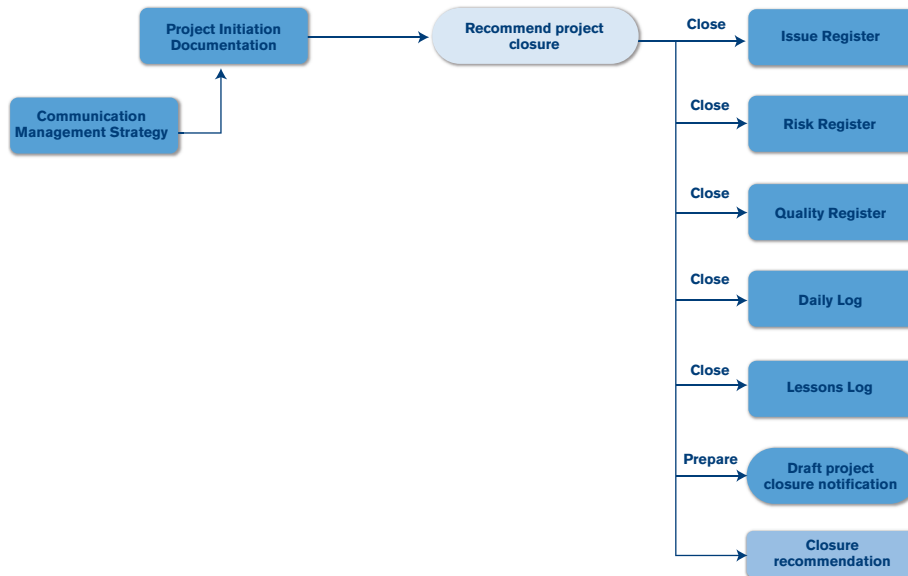 Project Initiation
Documentation
Recommend project
closure
Close
Issue Register
Communication
Management Strategy
Close
Risk Register
Close
Quality Register
Close
Daily Log
Close
Lessons Log
Prepare
Draft project
closure notification
Closure
recommendation